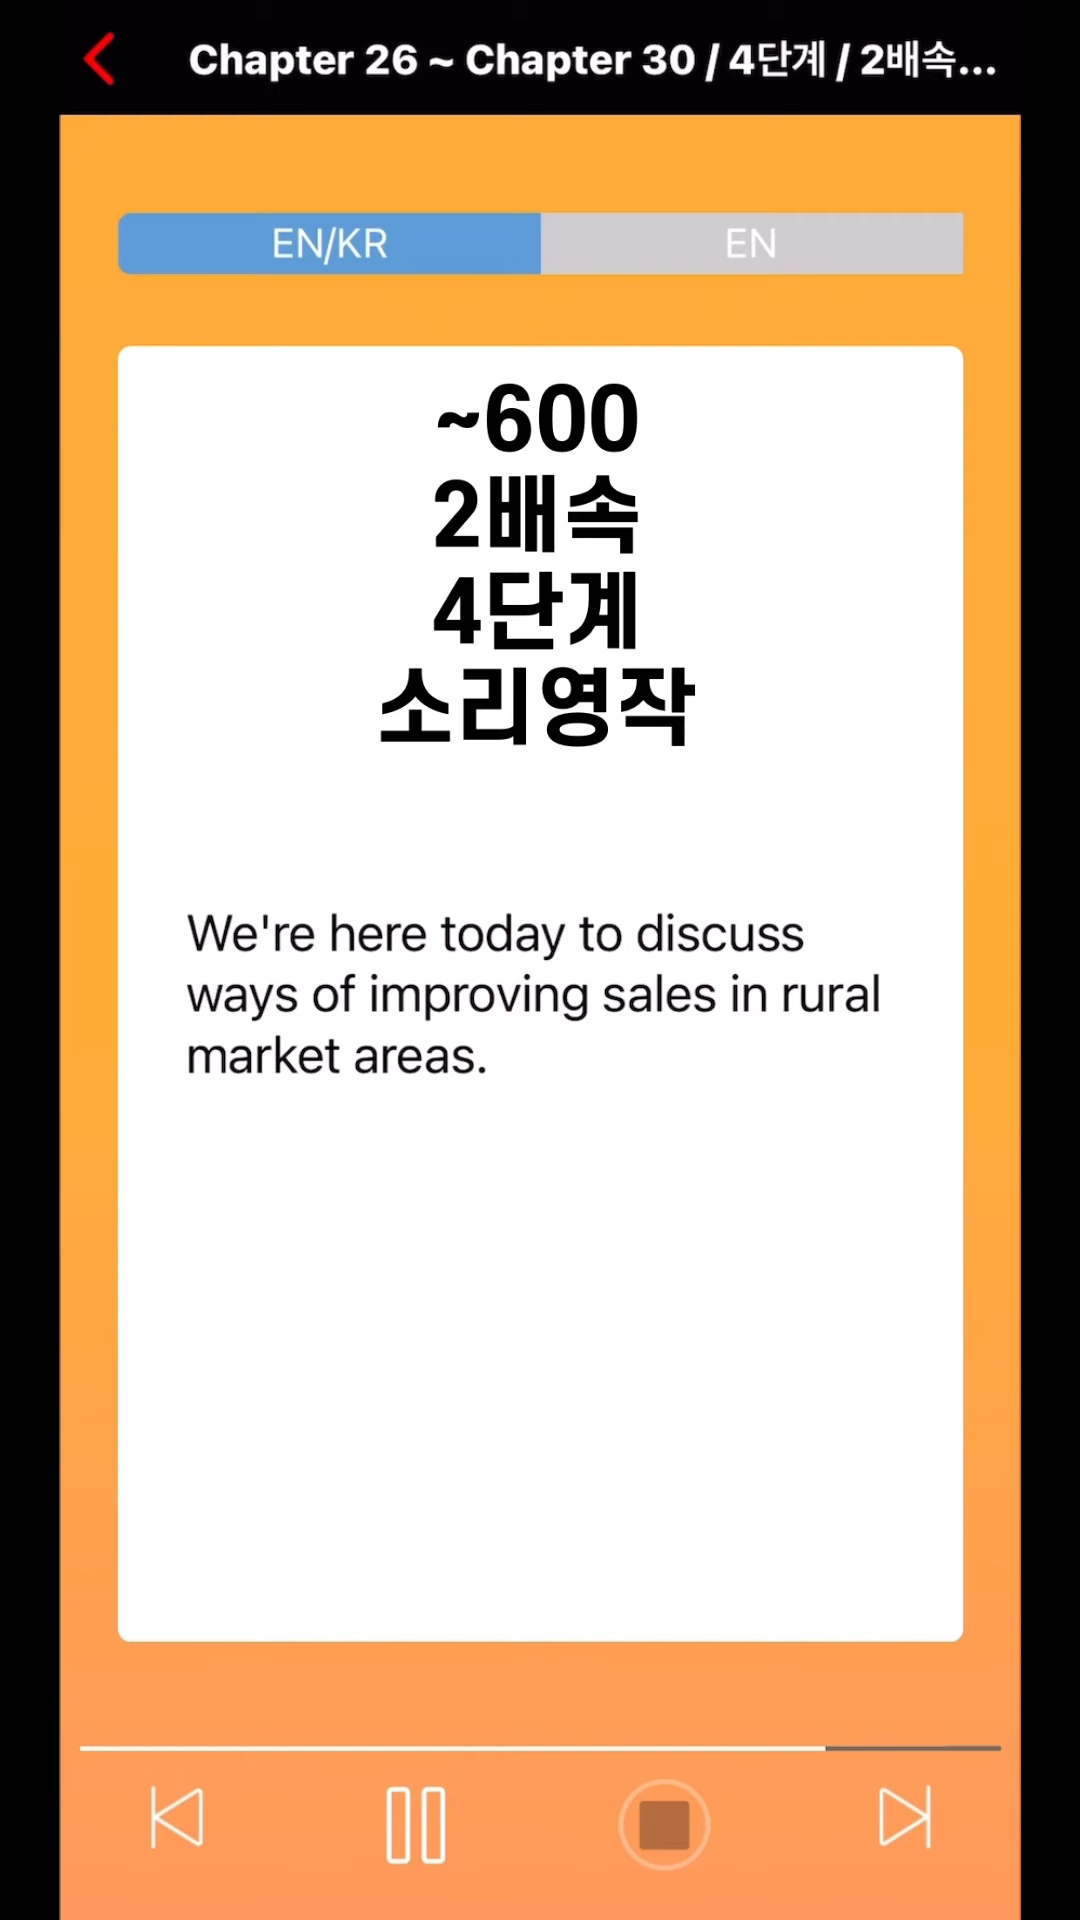 Chapter 26 ~ Chapter 30 / 4단계 / 2배속...
EN/KR
EN
~600
2배속
4단계
소리영작
We're here today to discuss
ways of improving sales in rural
market areas.